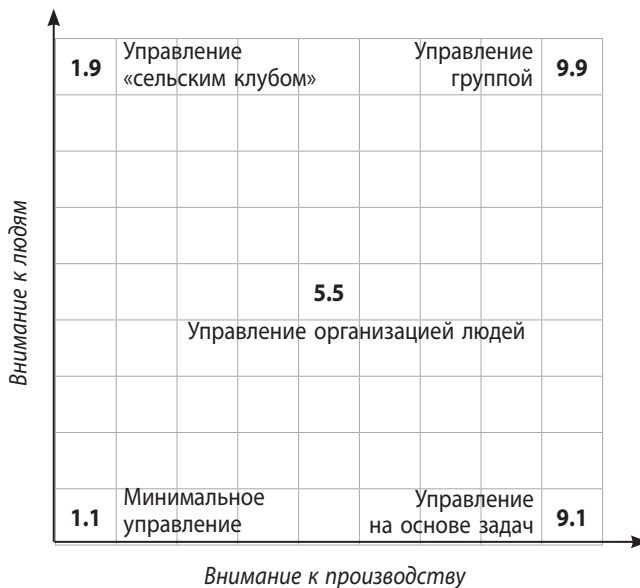 1.9 Управление «сельским клубом»
Управление группой 9.9
Внимание к людям
5.5
Управление организацией людей
1.1 Минимальное управление
Управление на основе задач 9.1
Внимание к производству